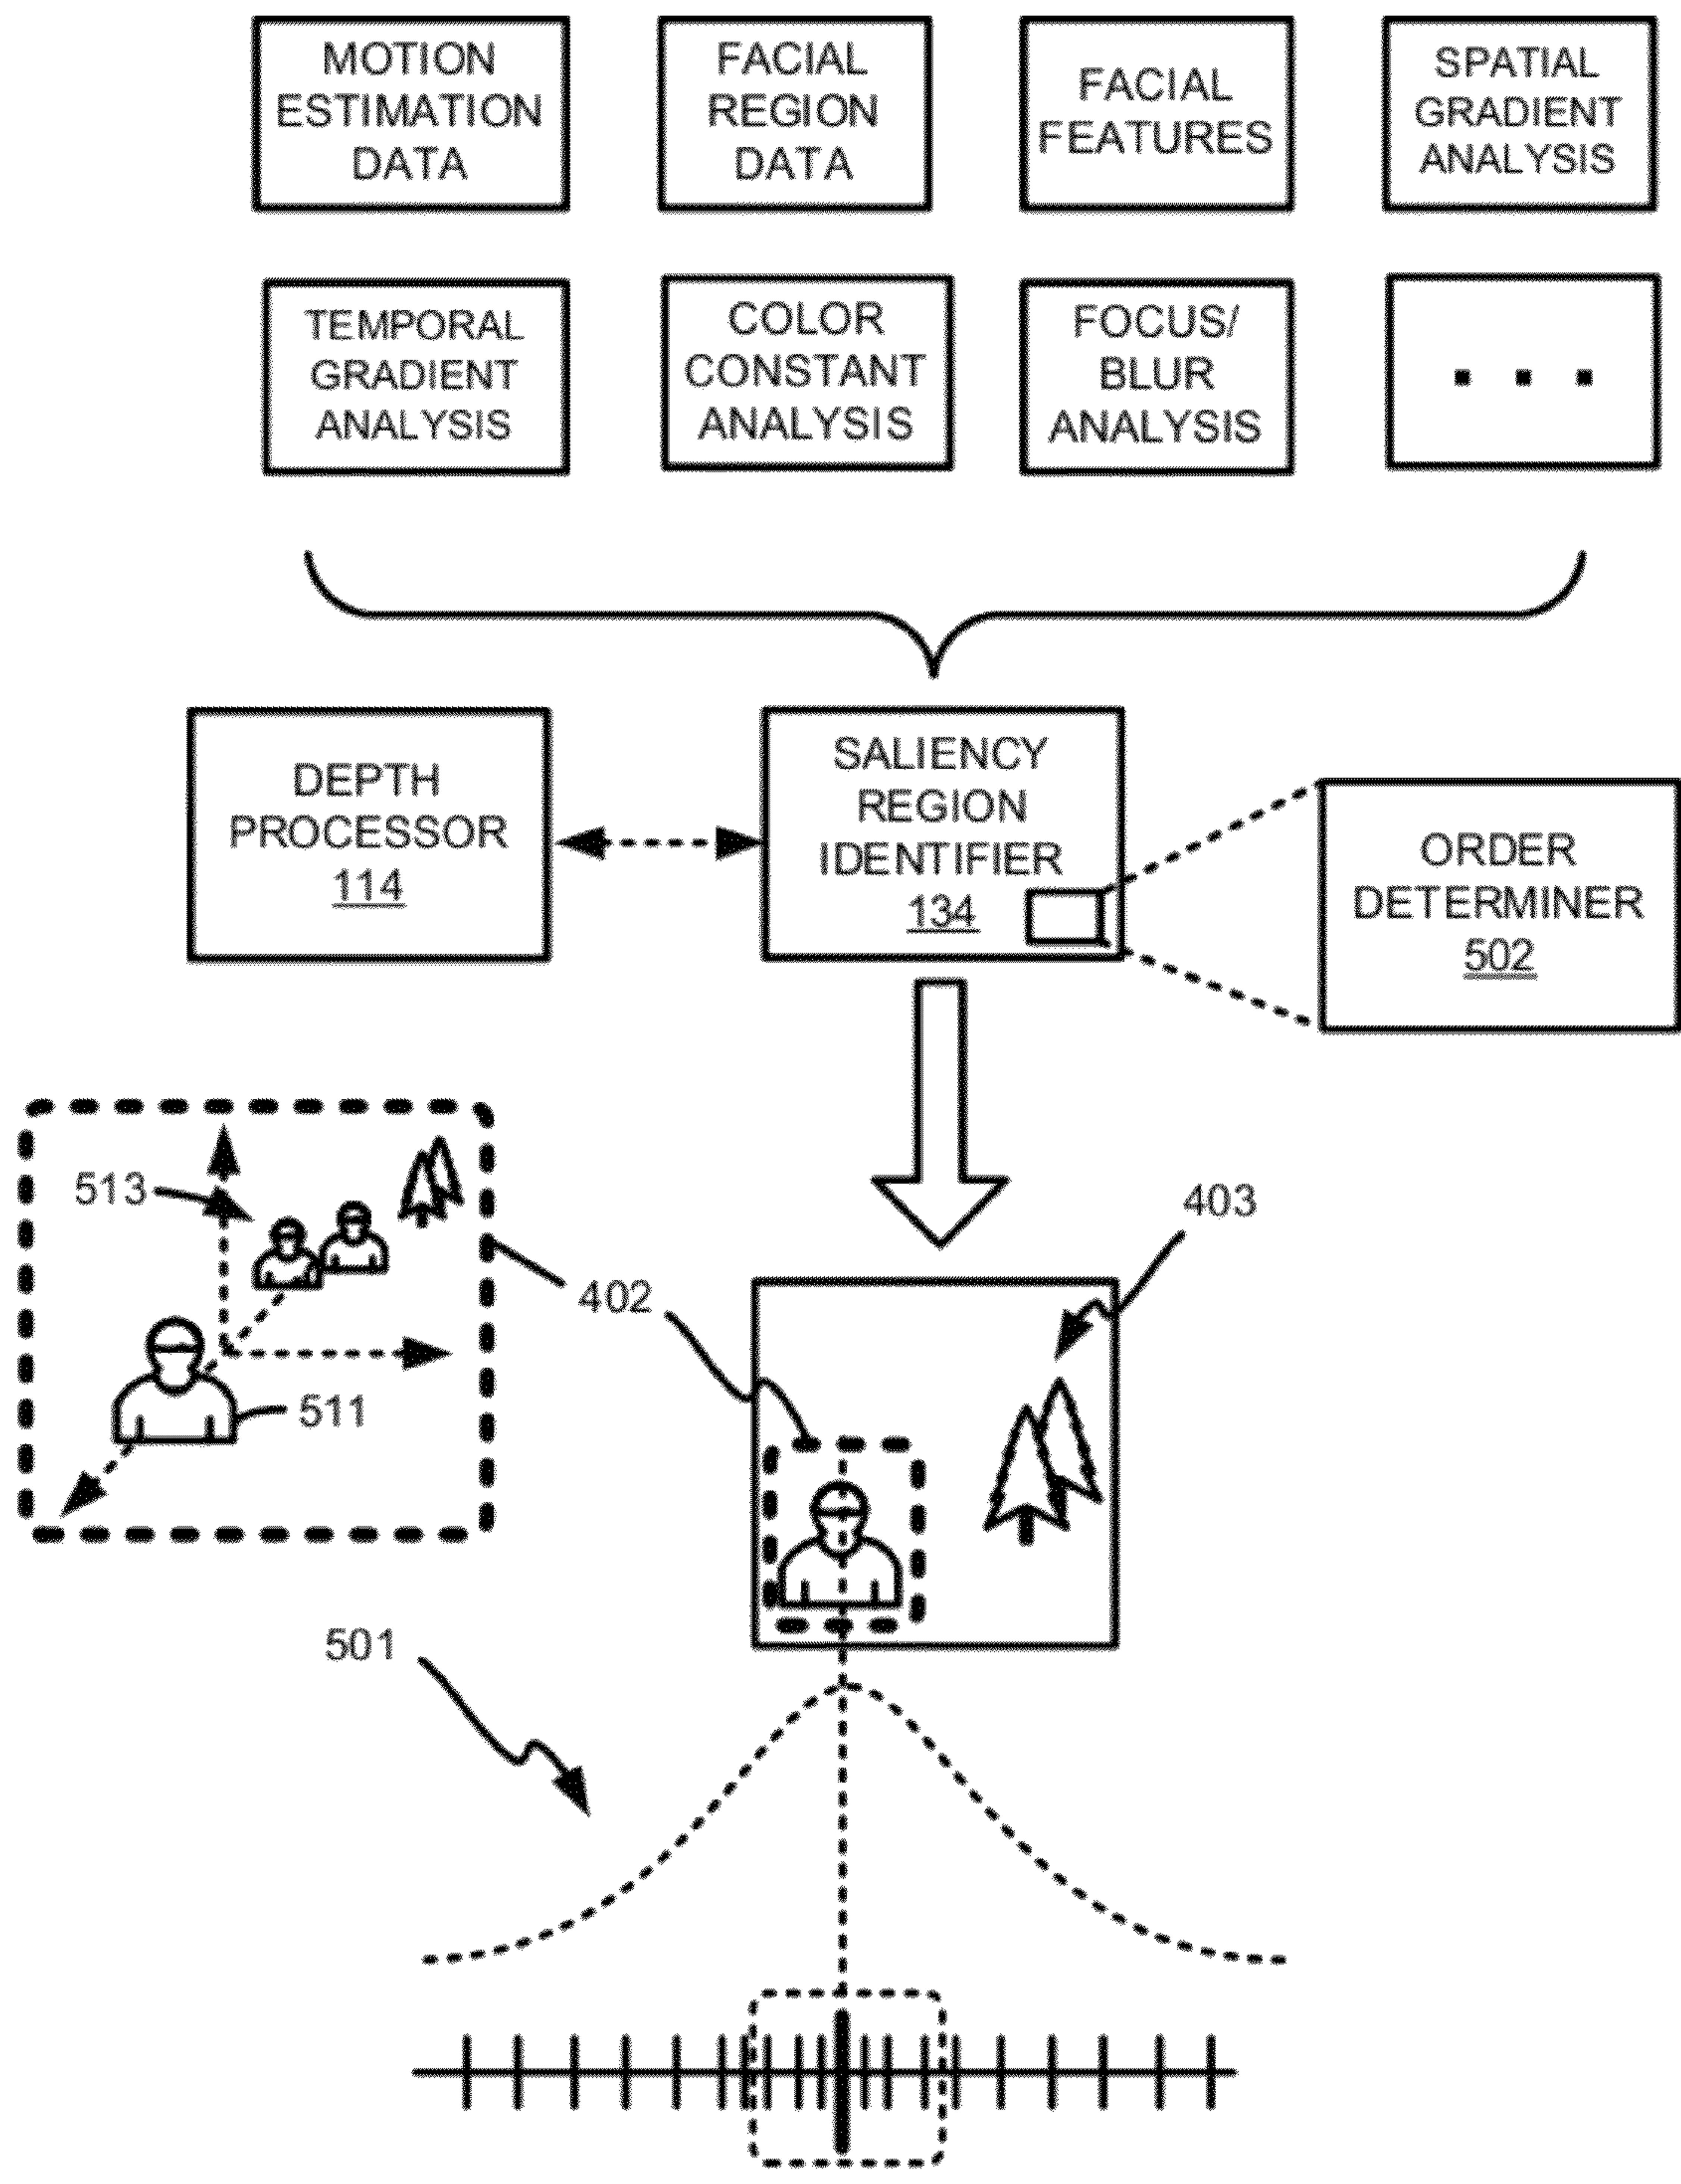 MOTION
ESTIMATION
DATA
FACIAL
REGION
DATA
FACIAL
FEATURES
SPATIAL
GRADIENT
ANALYSIS
TEMPORAL
GRADIENT
ANALYSIS
COLOR
CONSTANT
ANALYSIS
FOCUS/
BLUR
ANALYSIS
. . .
DEPTH
PROCESSOR
114
SALIENCY
REGION
IDENTIFIER
134
ORDER
DETERMINER
502
513
403
402
511
501